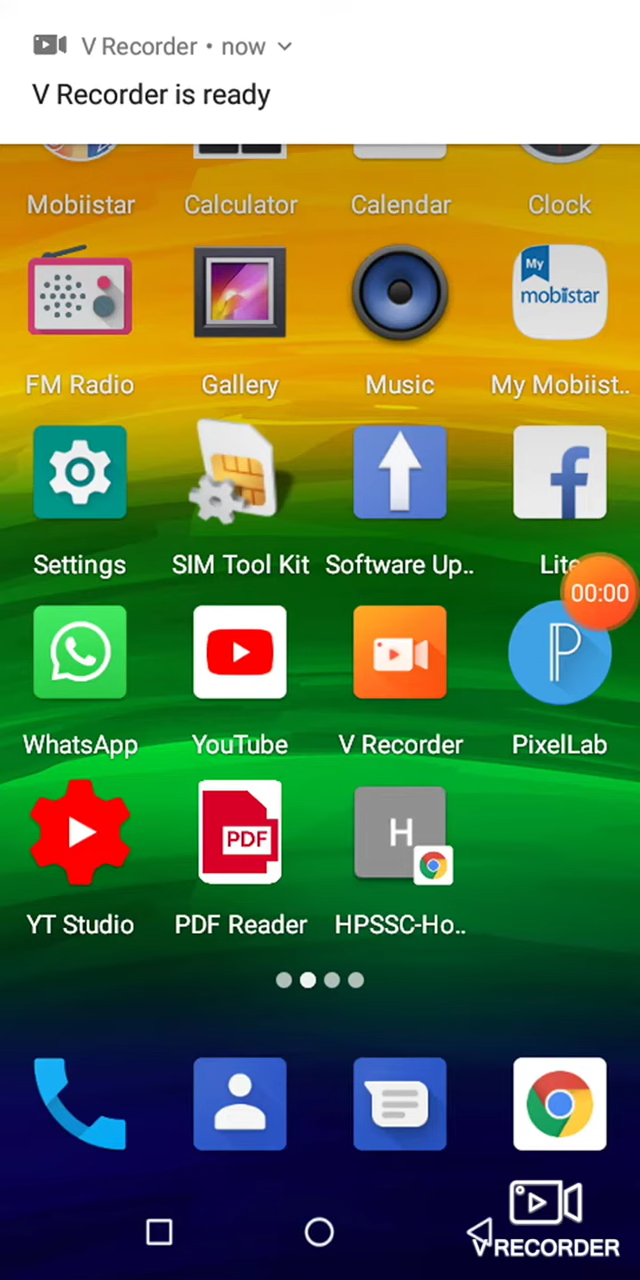 V Recorder • now
V Recorder is ready
Mobiistar Calculator Calendar Clock
My
mobiistar
FM Radio Gallery Music My Mobiist..
f
Settings SIM Tool Kit Software Up.. Lite
00:00
P
WhatsApp YouTube V Recorder PixelLab
PDF
H
YT Studio PDF Reader HPSSC-Ho..
V RECORDER